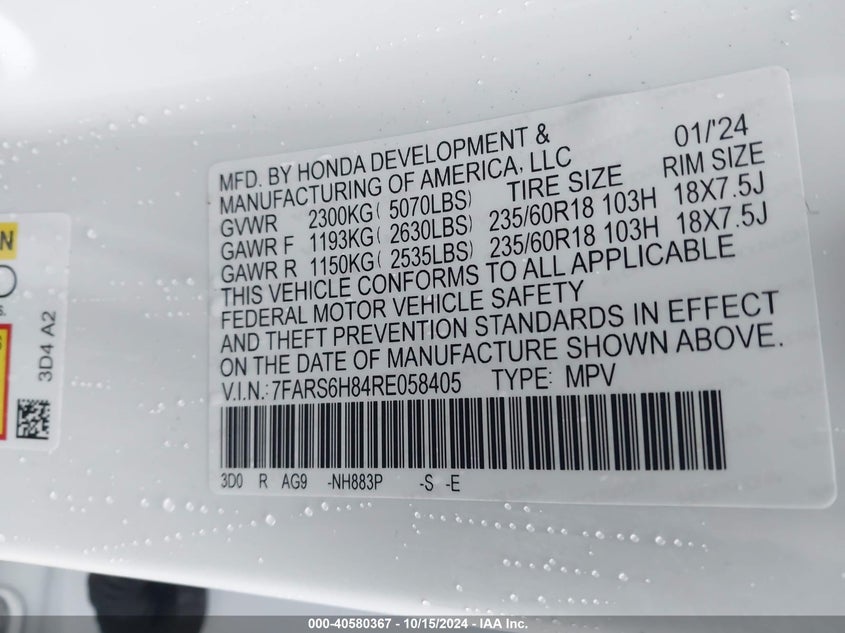 MFD. BY HONDA DEVELOPMENT & 01/'24
MANUFACTURING OF AMERICA, LLC
TIRE SIZE RIM SIZE
GVWR 2300KG( 5070LBS)
GAWR F 1193KG( 2630LBS) 235/60R18 103H 18X7.5J
GAWR R 1150KG( 2535LBS) 235/60R18 103H 18X7.5J
THIS VEHICLE CONFORMS TO ALL APPLICABLE
FEDERAL MOTOR VEHICLE SAFETY
AND THEFT PREVENTION STANDARDS IN EFFECT
ON THE DATE OF MANUFACTURE SHOWN ABOVE.
V.I.N.: 7FARS6H84RE058405 TYPE: MPV
3D0 R AG9 -NH883P -S -E
3D4 A2
000-40580367 - 10/15/2024 - IAA Inc.